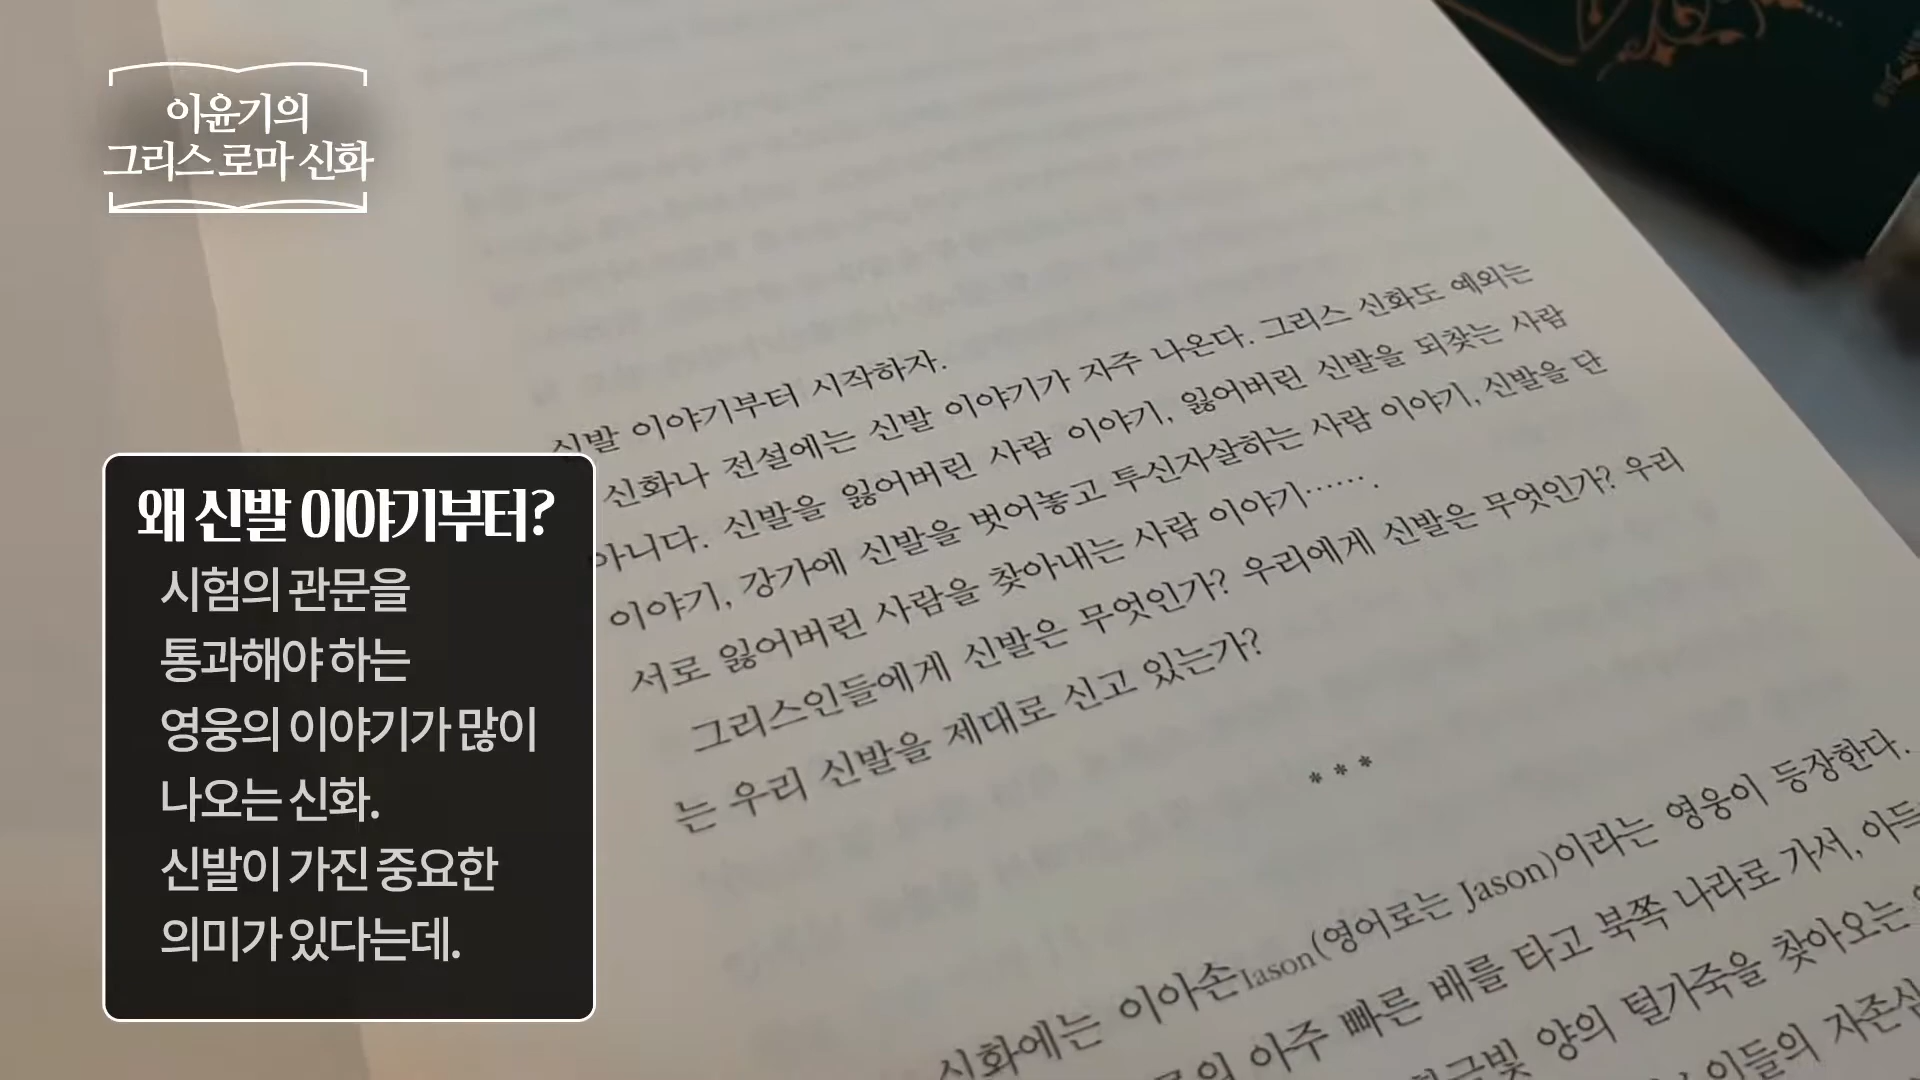 이윤기의
그리스 로마 신화
왜 신발 이야기부터?
시험의 관문을
통과해야 하는
영웅의 이야기가 많이
나오는 신화.
신발이 가진 중요한
의미가 있다는데.
신발 이야기부터 시작하자.
신화나 전설에는 신발 이야기가 자주 나온다. 그리스 신화도 예외는
아니다. 신발을 잃어버린 사람 이야기, 잃어버린 신발을 되찾는 사람
이야기, 강가에 신발을 벗어놓고 투신자살하는 사람 이야기, 신발을 단
서로 잃어버린 사람을 찾아내는 사람 이야기…….
그리스인들에게 신발은 무엇인가? 우리에게 신발은 무엇인가? 우리
는 우리 신발을 제대로 신고 있는가?
* * *
신화에는 이아손Iason(영어로는 Jason)이라는 영웅이 등장한다.
아주 빠른 배를 타고 북쪽 나라로 가서,
양의 털가죽을 찾아오는
이들의